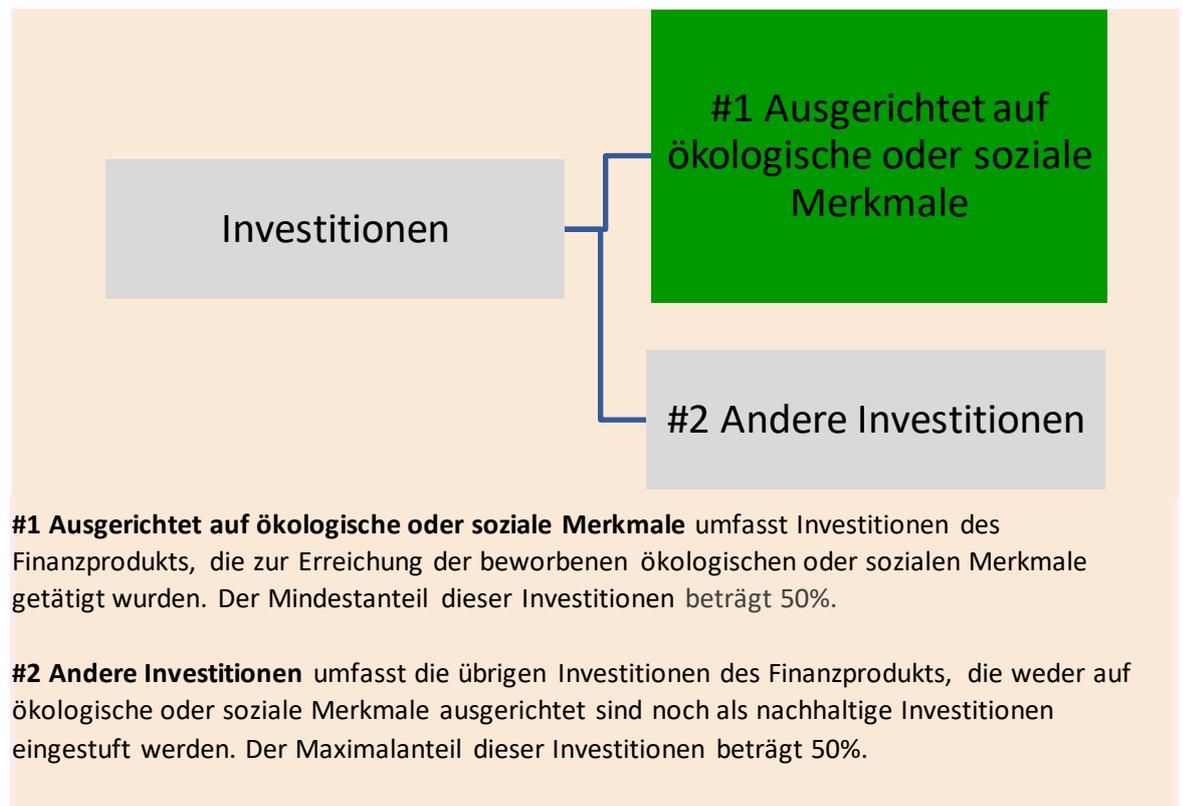 #1 Ausgerichtet auf
ökologische oder soziale
Merkmale
Investitionen
#2 Andere Investitionen
#1 Ausgerichtet auf ökologische oder soziale Merkmale umfasst Investitionen des
Finanzprodukts, die zur Erreichung der beworbenen ökologischen oder sozialen Merkmale
getätigt wurden. Der Mindestanteil dieser Investitionen beträgt 50%.
#2 Andere Investitionen umfasst die übrigen Investitionen des Finanzprodukts, die weder auf
ökologische oder soziale Merkmale ausgerichtet sind noch als nachhaltige Investitionen
eingestuft werden. Der Maximalanteil dieser Investitionen beträgt 50%.